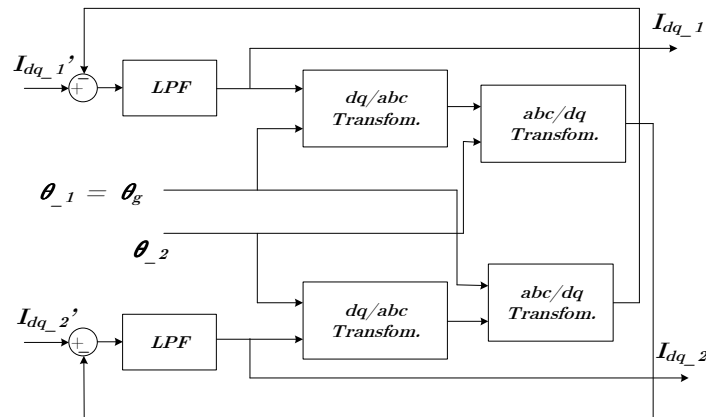 I_dq_1
I_dq_1'
−
+
LPF
dq/abc
Transfom.
abc/dq
Transfom.
θ_1 = θ_g
θ_2
dq/abc
Transfom.
abc/dq
Transfom.
I_dq_2'
+
−
LPF
I_dq_2